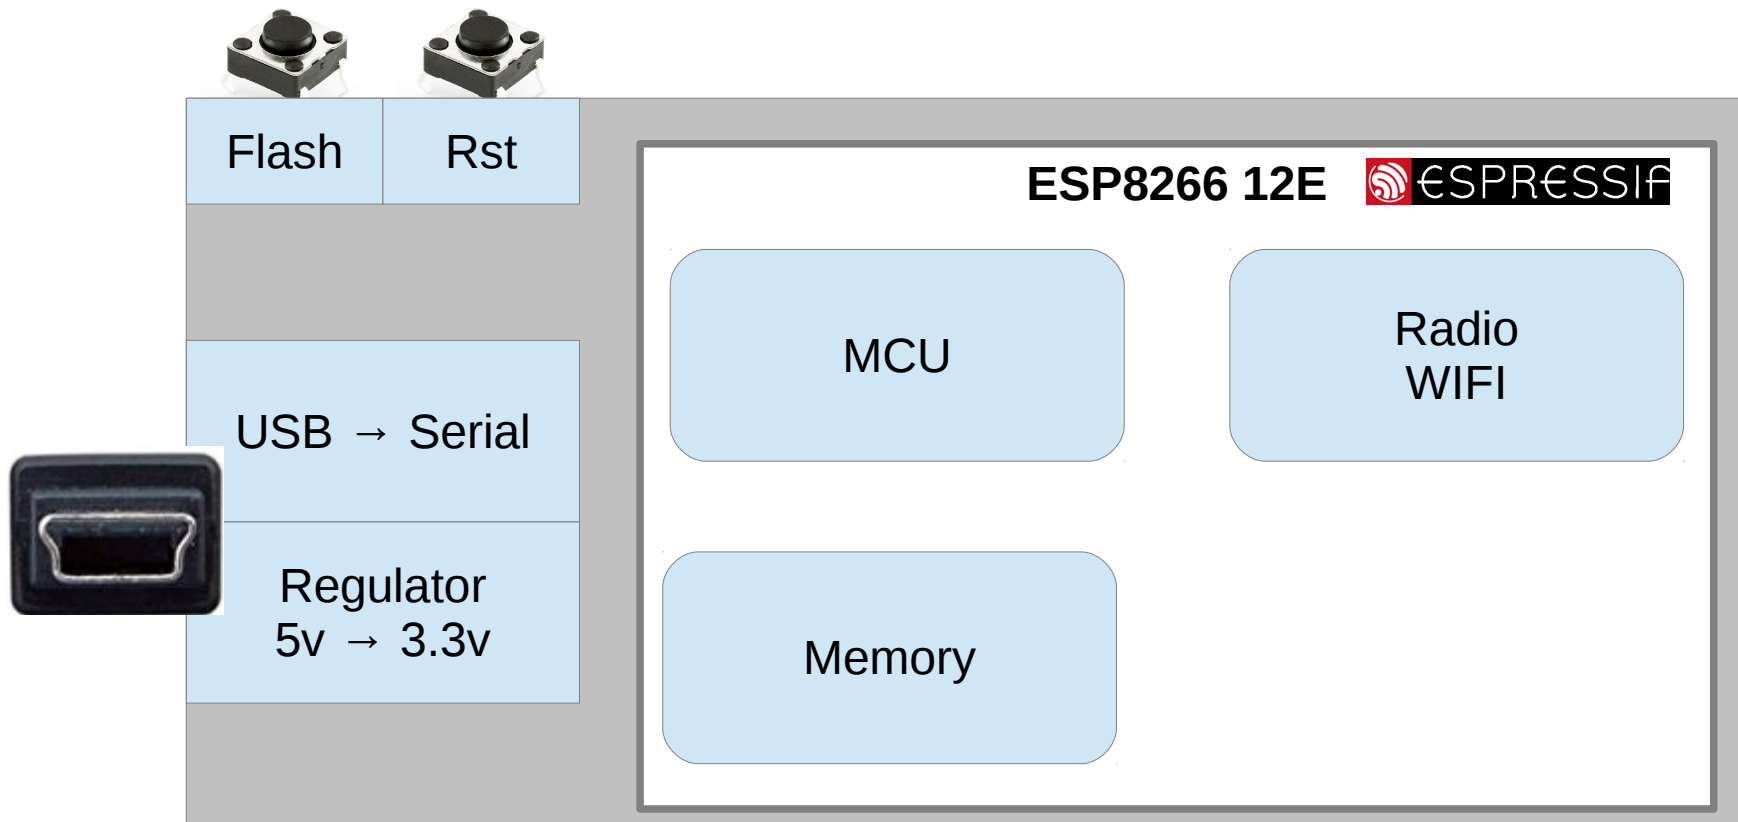 Flash
Rst
ESP8266 12E
ESPRESSIF
MCU
Radio
WIFI
USB → Serial
Regulator
5v → 3.3v
Memory